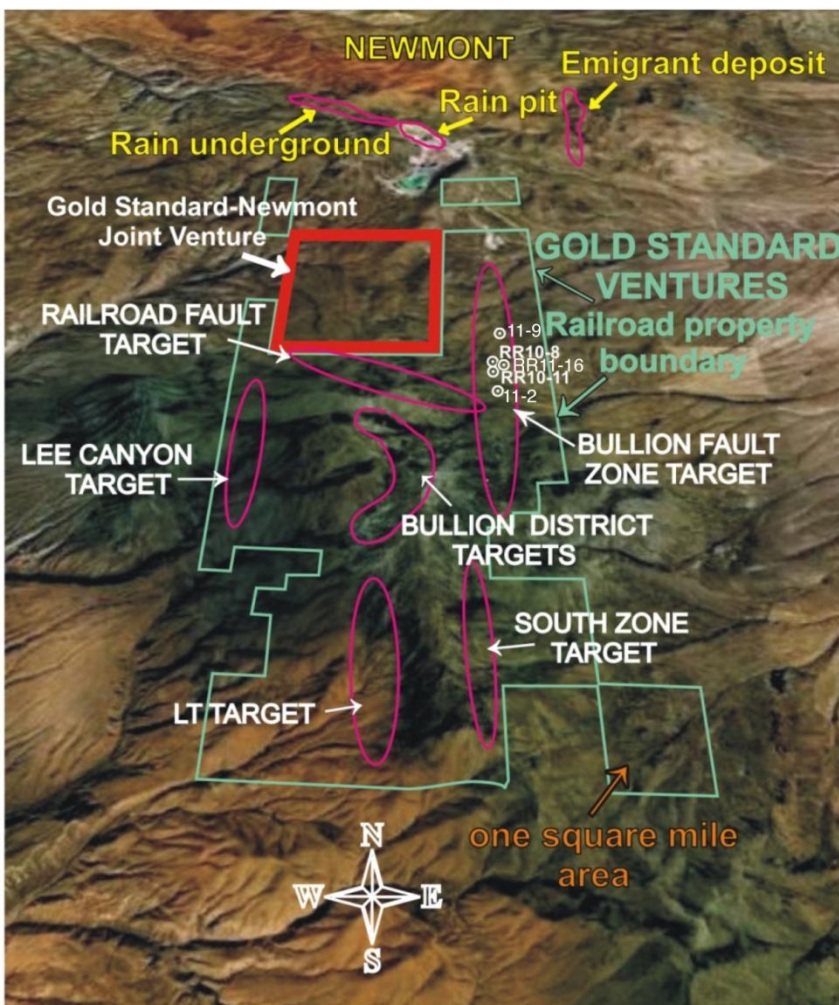 NEWMONT
Emigrant deposit
Rain pit
Rain underground
Gold Standard-Newmont
Joint Venture
GOLD STANDARD
VENTURES
Railroad property
boundary
RAILROAD FAULT
TARGET
11-9
RR10-8
RR11-16
RR10-11
11-2
BULLION FAULT
ZONE TARGET
LEE CANYON
TARGET
BULLION DISTRICT
TARGETS
SOUTH ZONE
TARGET
LT TARGET
one square mile
area
N
W
E
S